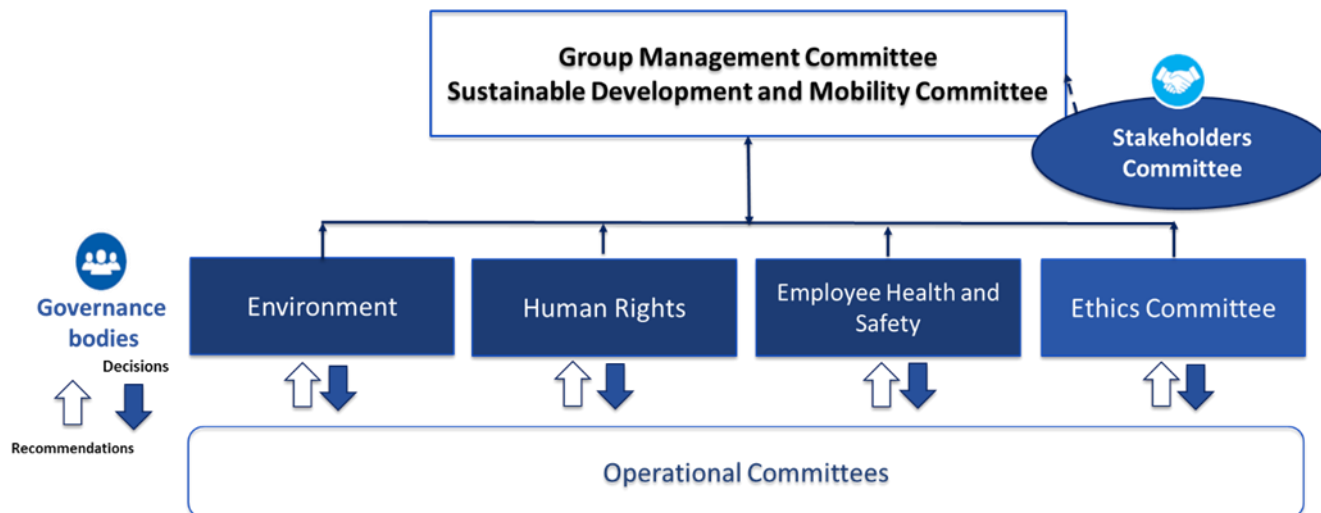 Group Management Committee
Sustainable Development and Mobility Committee
Stakeholders
Committee
Governance
bodies
Decisions
Recommendations
Environment
Human Rights
Employee Health and
Safety
Ethics Committee
Operational Committees